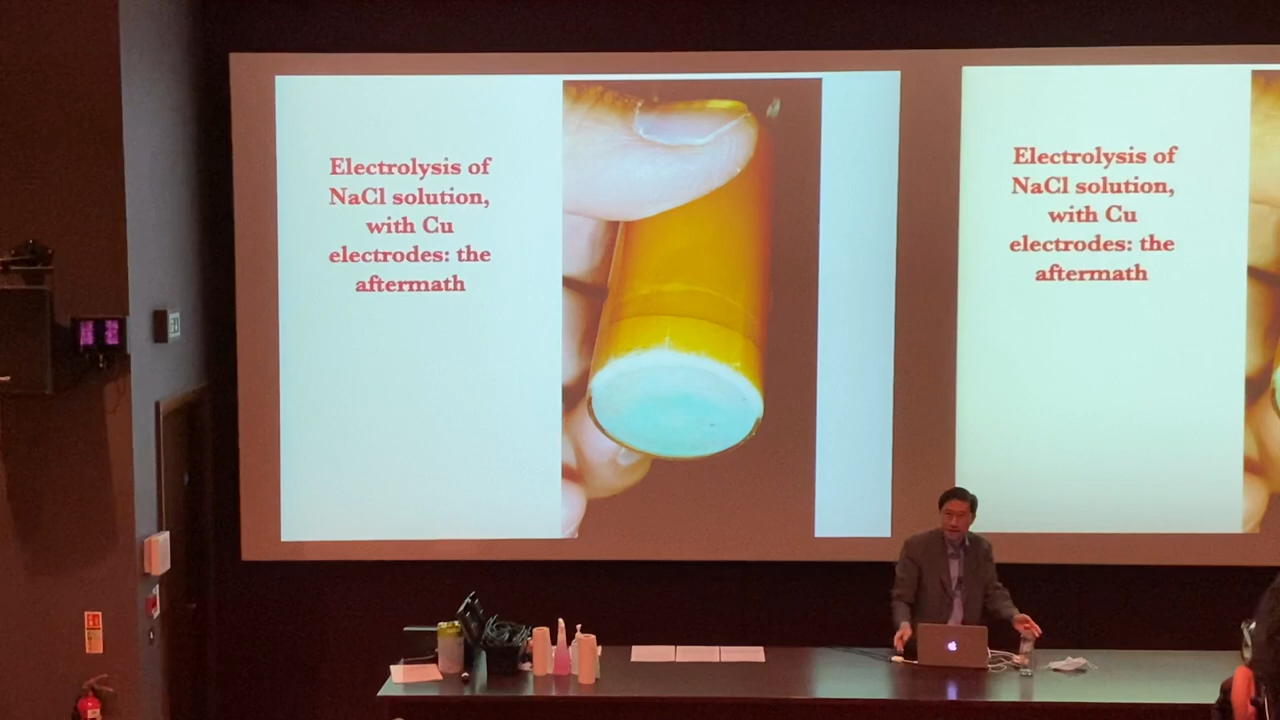 Electrolysis of
NaCl solution,
with Cu
electrodes: the
aftermath
Electrolysis of
NaCl solution,
with Cu
electrodes: the
aftermath